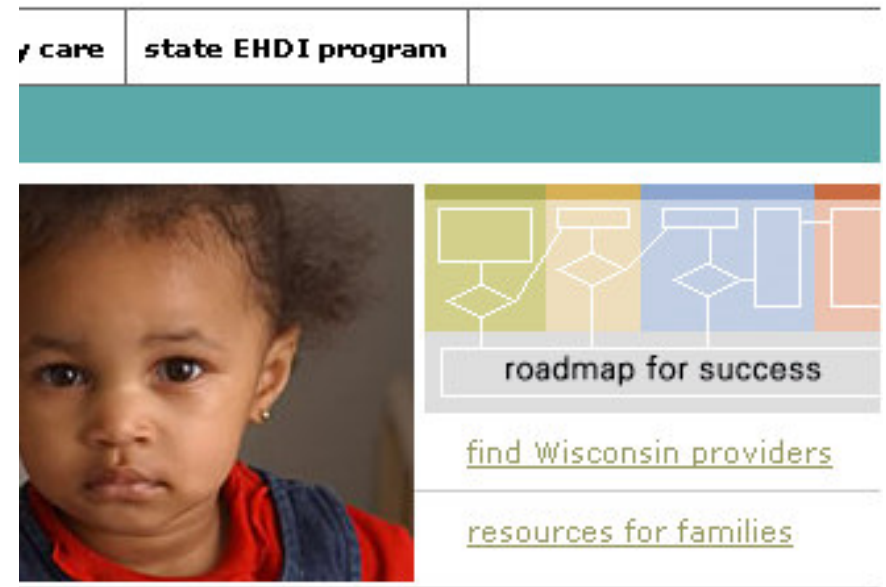 y care
state EHDI program
roadmap for success
find Wisconsin providers
resources for families